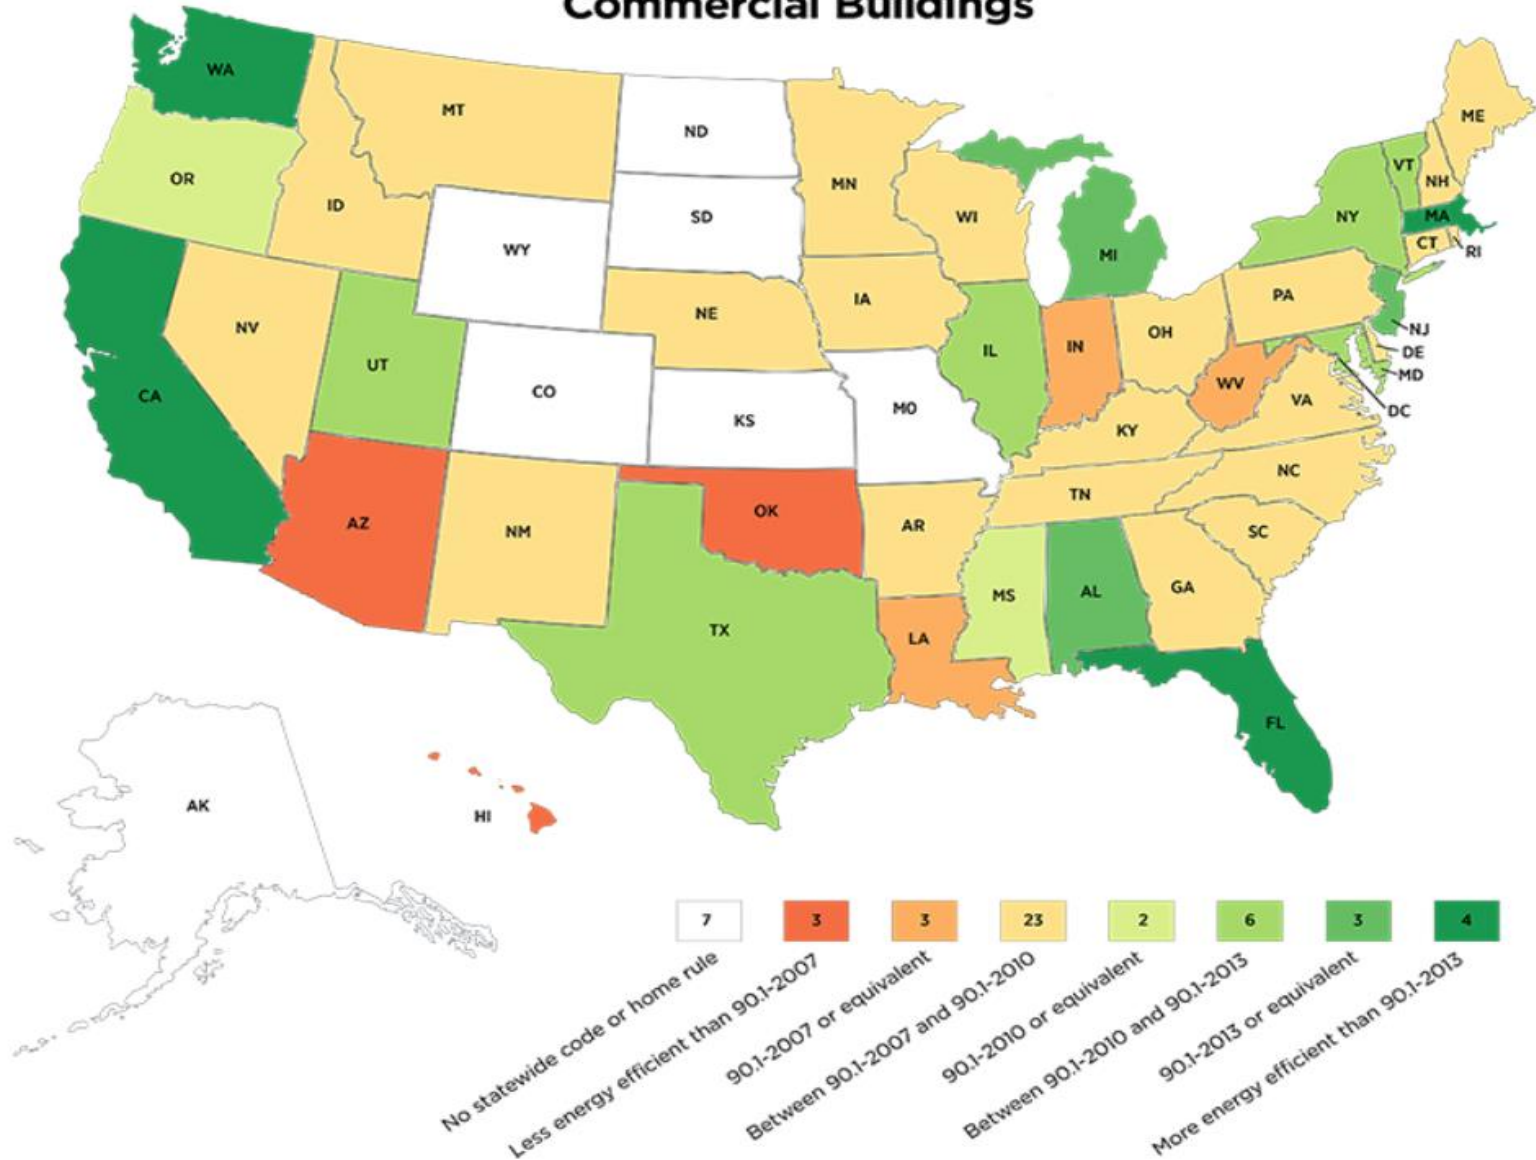 Commercial Buildings
WA
MT
ND
ME
OR
ID
MN
VT
NH
SD
WI
NY
MA
WY
MI
CT
RI
NV
NE
IA
PA
UT
IL
IN
OH
NJ
DE
MD
CA
CO
WV
DC
KS
MO
VA
KY
NC
AZ
NM
OK
AR
TN
SC
MS
AL
GA
TX
LA
FL
AK
HI
7
3
3
23
2
6
3
4
No statewide code or home rule
Less energy efficient than 90.1-2007
90.1-2007 or equivalent
Between 90.1-2007 and 90.1-2010
90.1-2010 or equivalent
Between 90.1-2010 and 90.1-2013
90.1-2013 or equivalent
More energy efficient than 90.1-2013